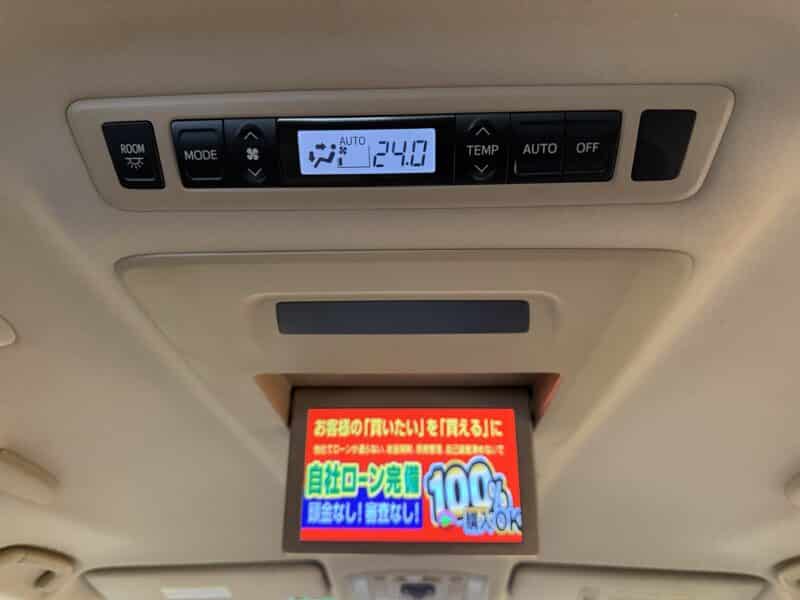 ROOM
MODE
AUTO
24.0
TEMP
AUTO
OFF
お客様の「買いたい」を「買える」に
自社ローン完備
頭金なし!審査なし!
100%
購入OK